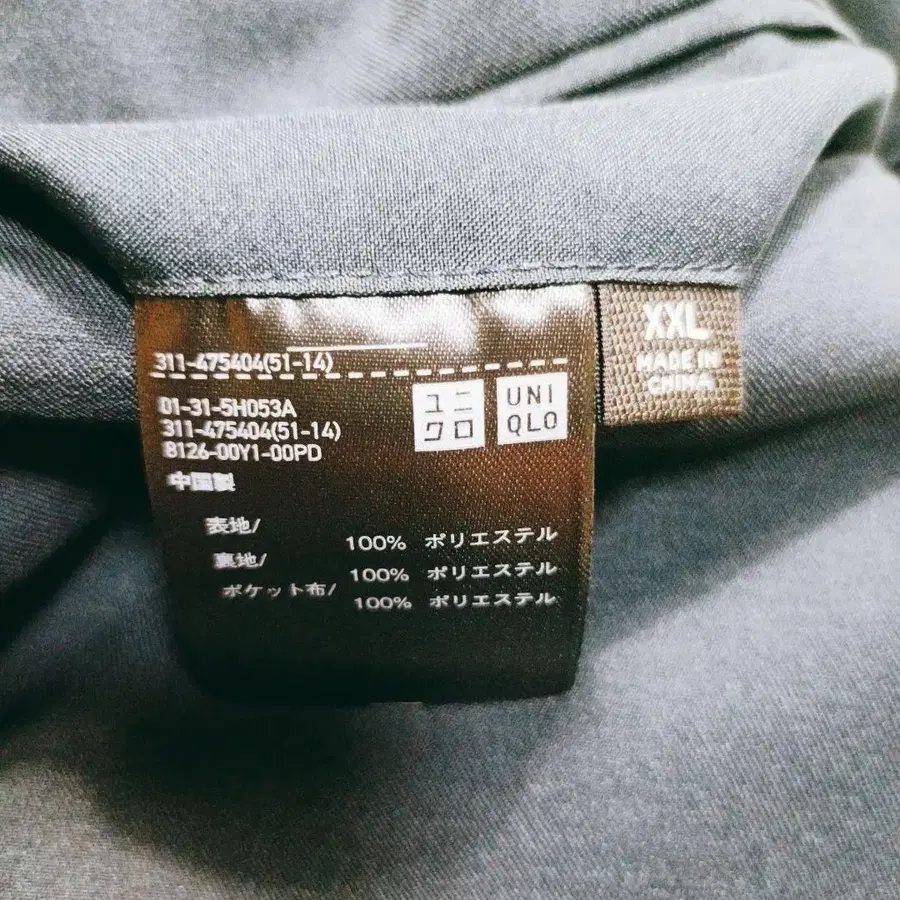 311-475404(51-14)
01-31-5H053A
311-475404(51-14)
8126-00Y1-00PD
中国製
ユニ
クロ
UNI
QLO
表地/
100% ポリエステル
裏地/
100% ポリエステル
ポケット布/
100% ポリエステル
XXL
MADE IN
CHINA